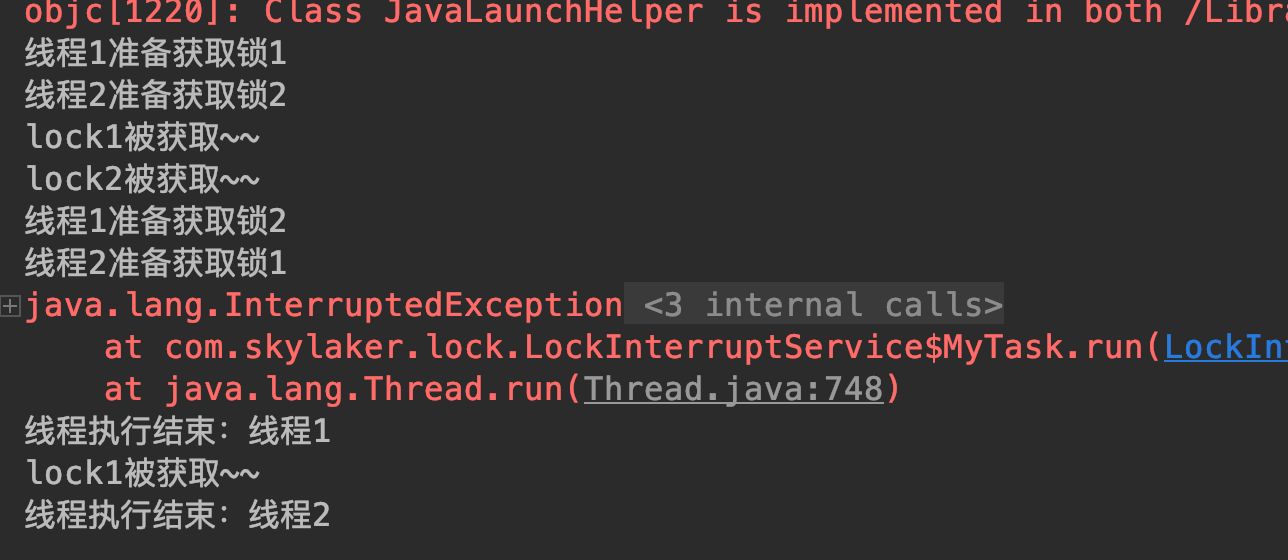 objc[1220]: Class JavaLaunchHelper is implemented in both /Libr
线程1准备获取锁1
线程2准备获取锁2
lock1被获取~~
lock2被获取~~
线程1准备获取锁2
线程2准备获取锁1
java.lang.InterruptedException <3 internal calls>
at com.skylaker.lock.LockInterruptService$MyTask.run(LockIn
at java.lang.Thread.run(Thread.java:748)
线程执行结束：线程1
lock1被获取~~
线程执行结束：线程2